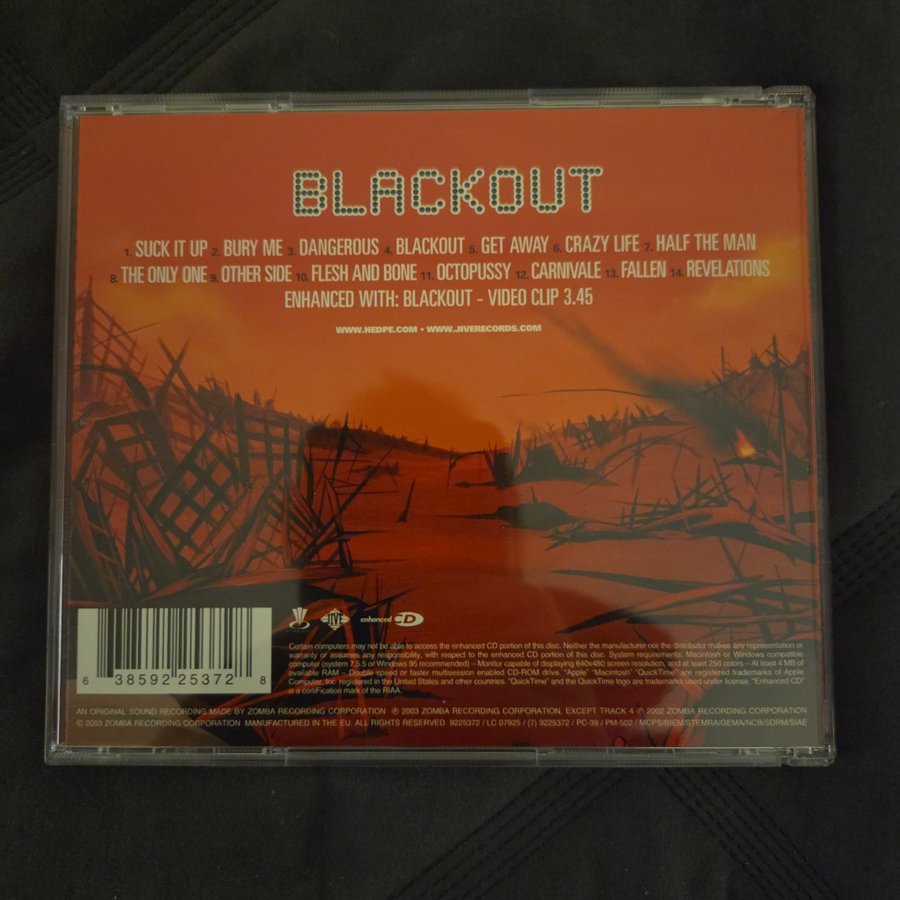 BLACKOUT
1. SUCK IT UP 2. BURY ME 3. DANGEROUS 4. BLACKOUT 5. GET AWAY 6. CRAZY LIFE 7. HALF THE MAN
8. THE ONLY ONE 9. OTHER SIDE 10. FLESH AND BONE 11. OCTOPUSSY 12. CARNIVALE 13. FALLEN 14. REVELATIONS
ENHANCED WITH: BLACKOUT - VIDEO CLIP 3.45
WWW.HEDPE.COM • WWW.JIVERECORDS.COM
JIVE enhanced CD
Certain computers may not be able to access the enhanced CD portion of this disc. Neither the manufacturer nor the distributor makes any representation or
warranty or assumes any responsibility, with respect to the enhanced CD portion of this disc. System requirements: Macintosh or Windows compatible
computer (system 7.5.5 or Windows 95 recommended) – Monitor capable of displaying 640x480 screen resolution, and at least 256 colors – At least 4 MB of
available RAM – Double speed or faster multisession enabled CD-ROM drive. "Apple" "Macintosh" "QuickTime" are registered trademarks of Apple
Computer, Inc. registered in the United States and other countries. "QuickTime" and the QuickTime logo are trademarks used under license. "Enhanced CD"
is a certification mark of the RIAA.
6 38592 25372 8
AN ORIGINAL SOUND RECORDING MADE BY ZOMBA RECORDING CORPORATION ℗ 2003 ZOMBA RECORDING CORPORATION, EXCEPT TRACK 4 ℗ 2002 ZOMBA RECORDING CORPORATION
© 2003 ZOMBA RECORDING CORPORATION MANUFACTURED IN THE EU. ALL RIGHTS RESERVED 9225372 / LC 07925 / (7) 9225372 / PC-39 / PM-502 / MCPS/BIEM/STEMRA/GEMA/NCB/SDRM/SIAE